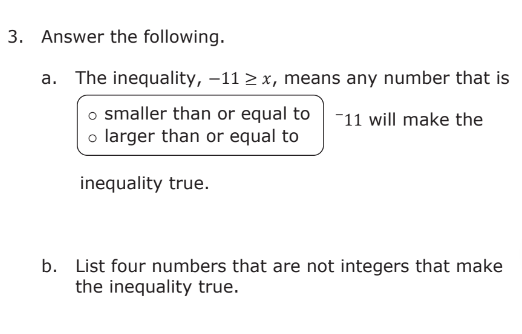 3. Answer the following.
a. The inequality, −11 ≥ x, means any number that is
○ smaller than or equal to
○ larger than or equal to
⁻11 will make the
inequality true.
b. List four numbers that are not integers that make
the inequality true.